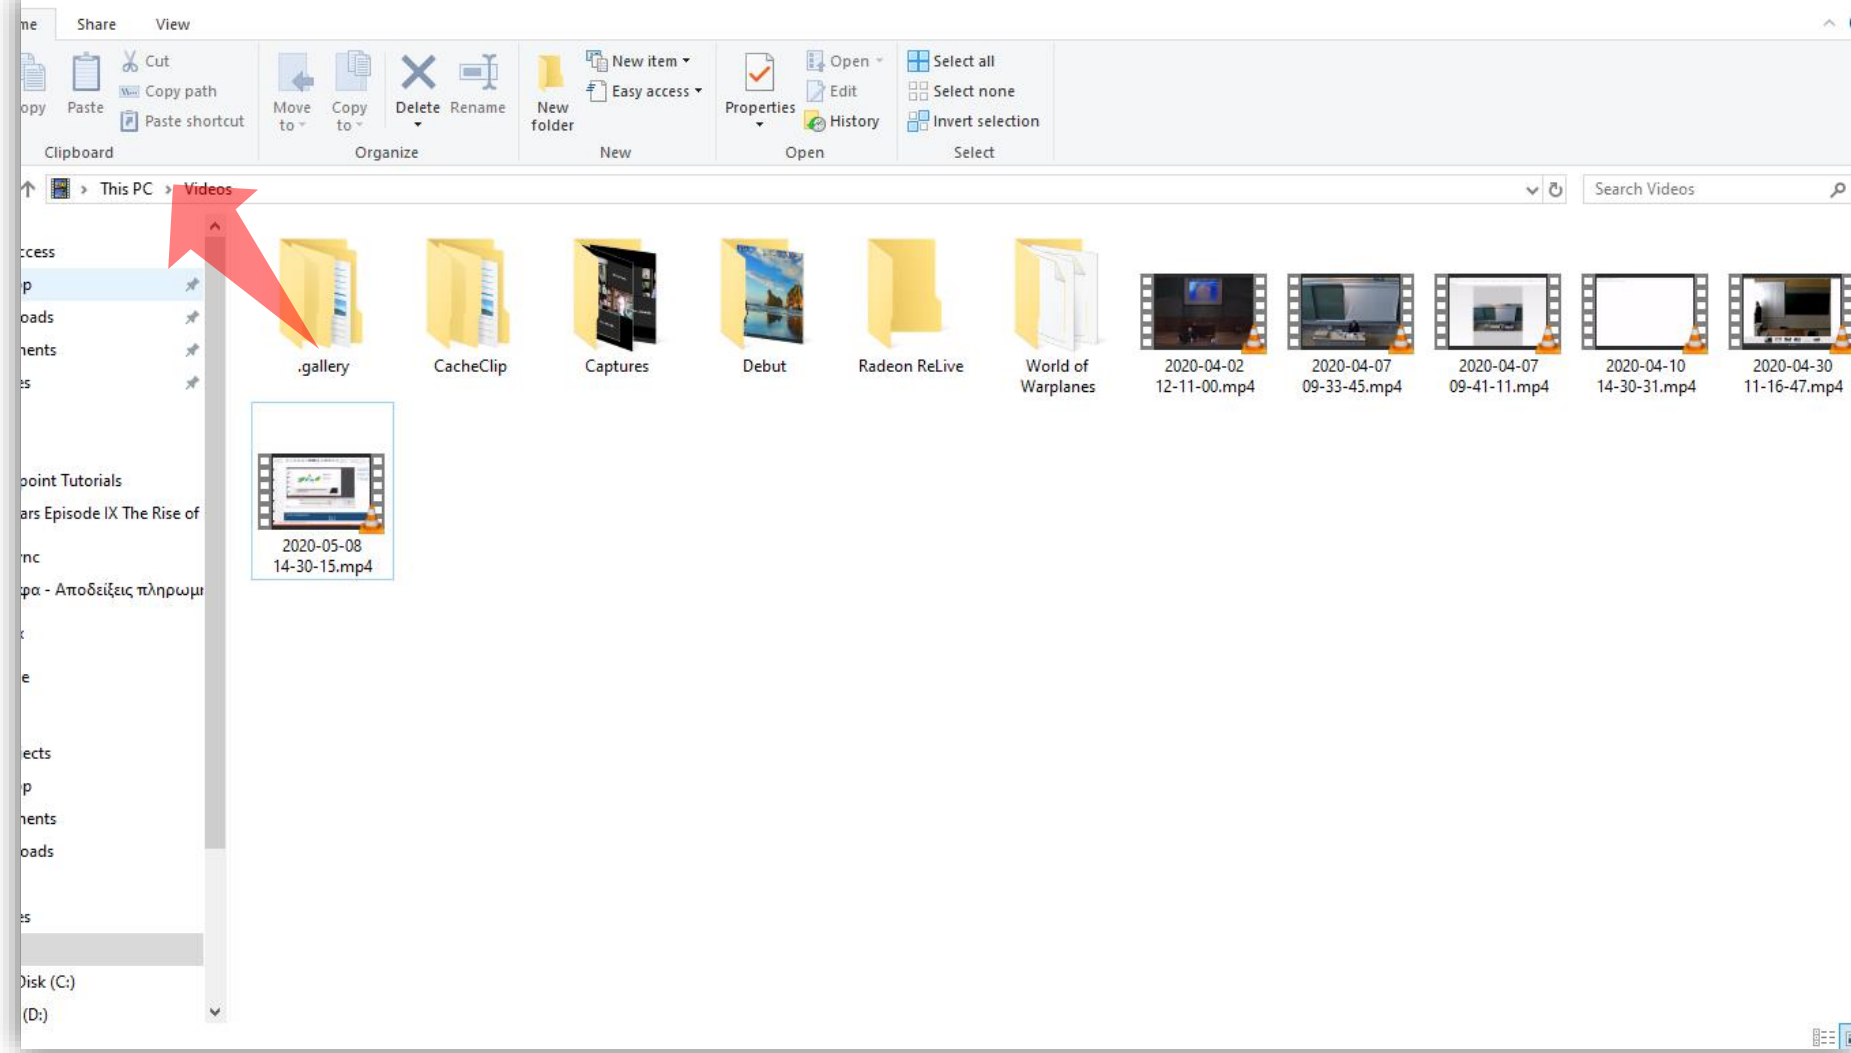 Share View
Cut
Copy path
Paste shortcut
Paste
Clipboard
Move to
Copy to
Delete
Rename
Organize
New folder
New item
Easy access
New
Properties
Open
Edit
History
Open
Select all
Select none
Invert selection
Select
This PC > Videos
Search Videos
.gallery
CacheClip
Captures
Debut
Radeon ReLive
World of
Warplanes
2020-04-02
12-11-00.mp4
2020-04-07
09-33-45.mp4
2020-04-07
09-41-11.mp4
2020-04-10
14-30-31.mp4
2020-04-30
11-16-47.mp4
2020-05-08
14-30-15.mp4
point Tutorials
ars Episode IX The Rise of
φα - Αποδείξεις πληρωμ
Disk (C:)
(D:)